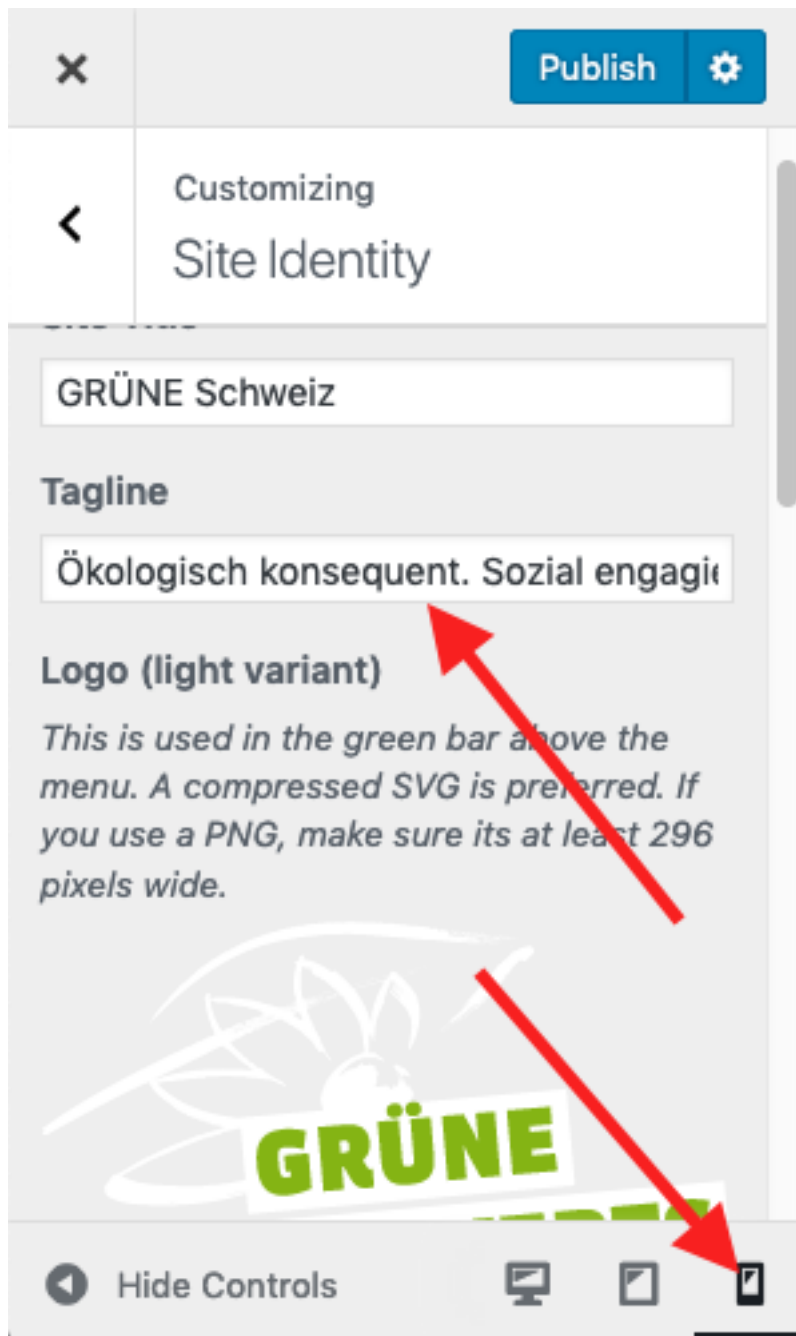 Publish
Customizing
Site Identity
GRÜNE Schweiz
Tagline
Ökologisch konsequent. Sozial
Logo (light variant)
This is used in the green bar above the
menu. A compressed SVG is preferred. If
you use a PNG, make sure its at least 296
pixels wide.
GRÜNE
Hide Controls